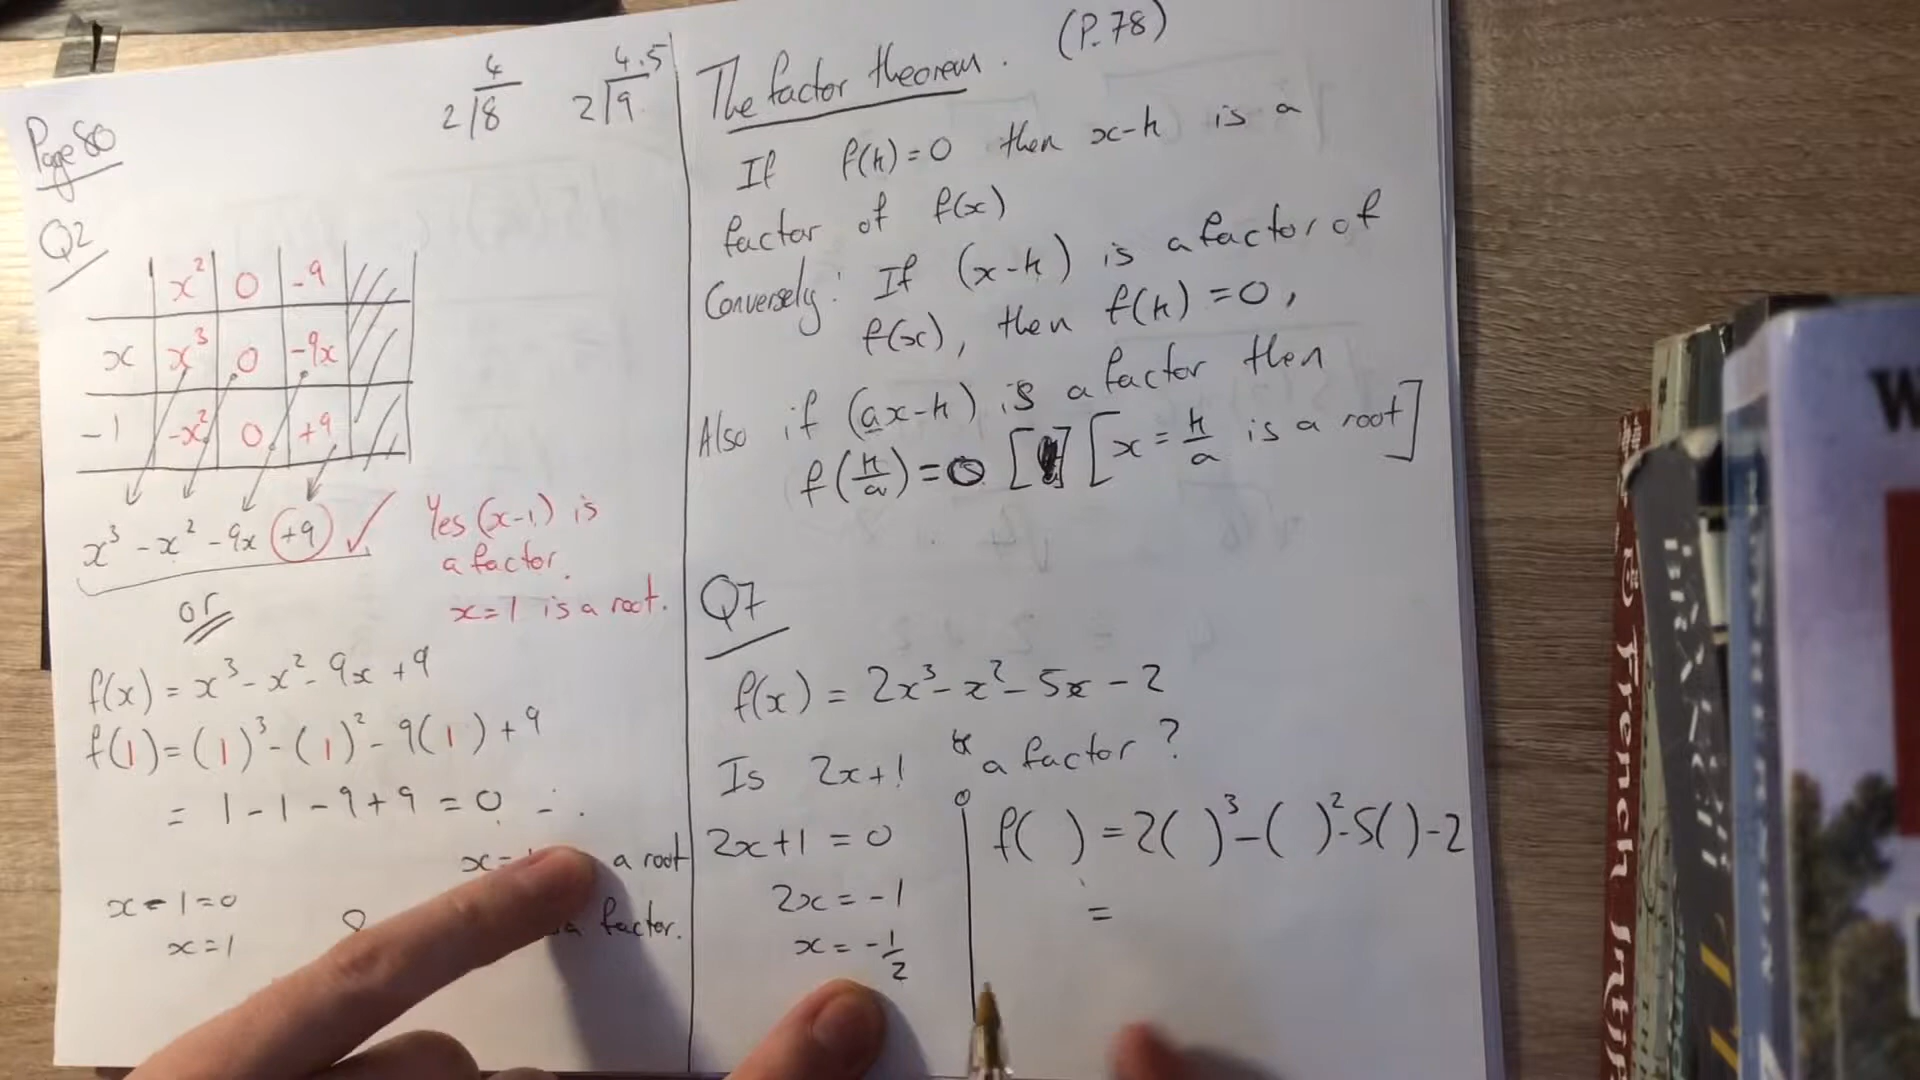 Page 80
4
2)8
4.5
2)9
Q2
x² 0 -9
x x³ 0 -9x
-1 -x² 0 +9
x³ - x² - 9x +9 ✓
Yes (x-1) is
a factor.
x=1 is a root.
or
f(x) = x³ - x² - 9x + 9
f(1) = (1)³ - (1)² - 9(1) + 9
= 1 - 1 - 9 + 9 = 0 ∴
a root
x - 1 = 0
x = 1
a factor.
The factor theorem. (P.78)
If f(h) = 0 then x-h is a
factor of f(x)
Conversely: If (x-h) is a factor of
f(x), then f(h) = 0,
Also if (ax-h) is a factor then
f(h/a) = 0 [x = h/a is a root]
Q7
f(x) = 2x³ - x² - 5x - 2
Is 2x+1 a factor?
2x+1 = 0
2x = -1
x = -1/2
f( ) = 2( )³ - ( )² - 5( ) - 2
=
French